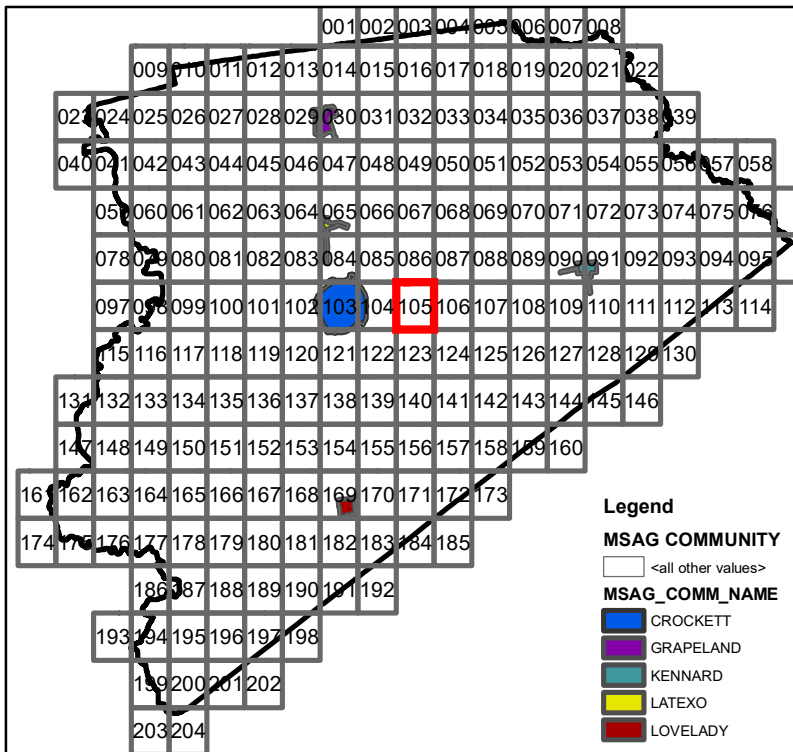 001 002 003 004 005 006 007 008
009 010 011 012 013 014 015 016 017 018 019 020 021 022
023 024 025 026 027 028 029 030 031 032 033 034 035 036 037 038 039
040 041 042 043 044 045 046 047 048 049 050 051 052 053 054 055 056 057 058
059 060 061 062 063 064 065 066 067 068 069 070 071 072 073 074 075 076
078 079 080 081 082 083 084 085 086 087 088 089 090 091 092 093 094 095
097 098 099 100 101 102 103 104 105 106 107 108 109 110 111 112 113 114
115 116 117 118 119 120 121 122 123 124 125 126 127 128 129 130
131 132 133 134 135 136 137 138 139 140 141 142 143 144 145 146
147 148 149 150 151 152 153 154 155 156 157 158 159 160
161 162 163 164 165 166 167 168 169 170 171 172 173
174 175 176 177 178 179 180 181 182 183 184 185
186 187 188 189 190 191 192
193 194 195 196 197 198
199 200 201 202
203 204
Legend
MSAG COMMUNITY
<all other values>
MSAG_COMM_NAME
CROCKETT
GRAPELAND
KENNARD
LATEXO
LOVELADY